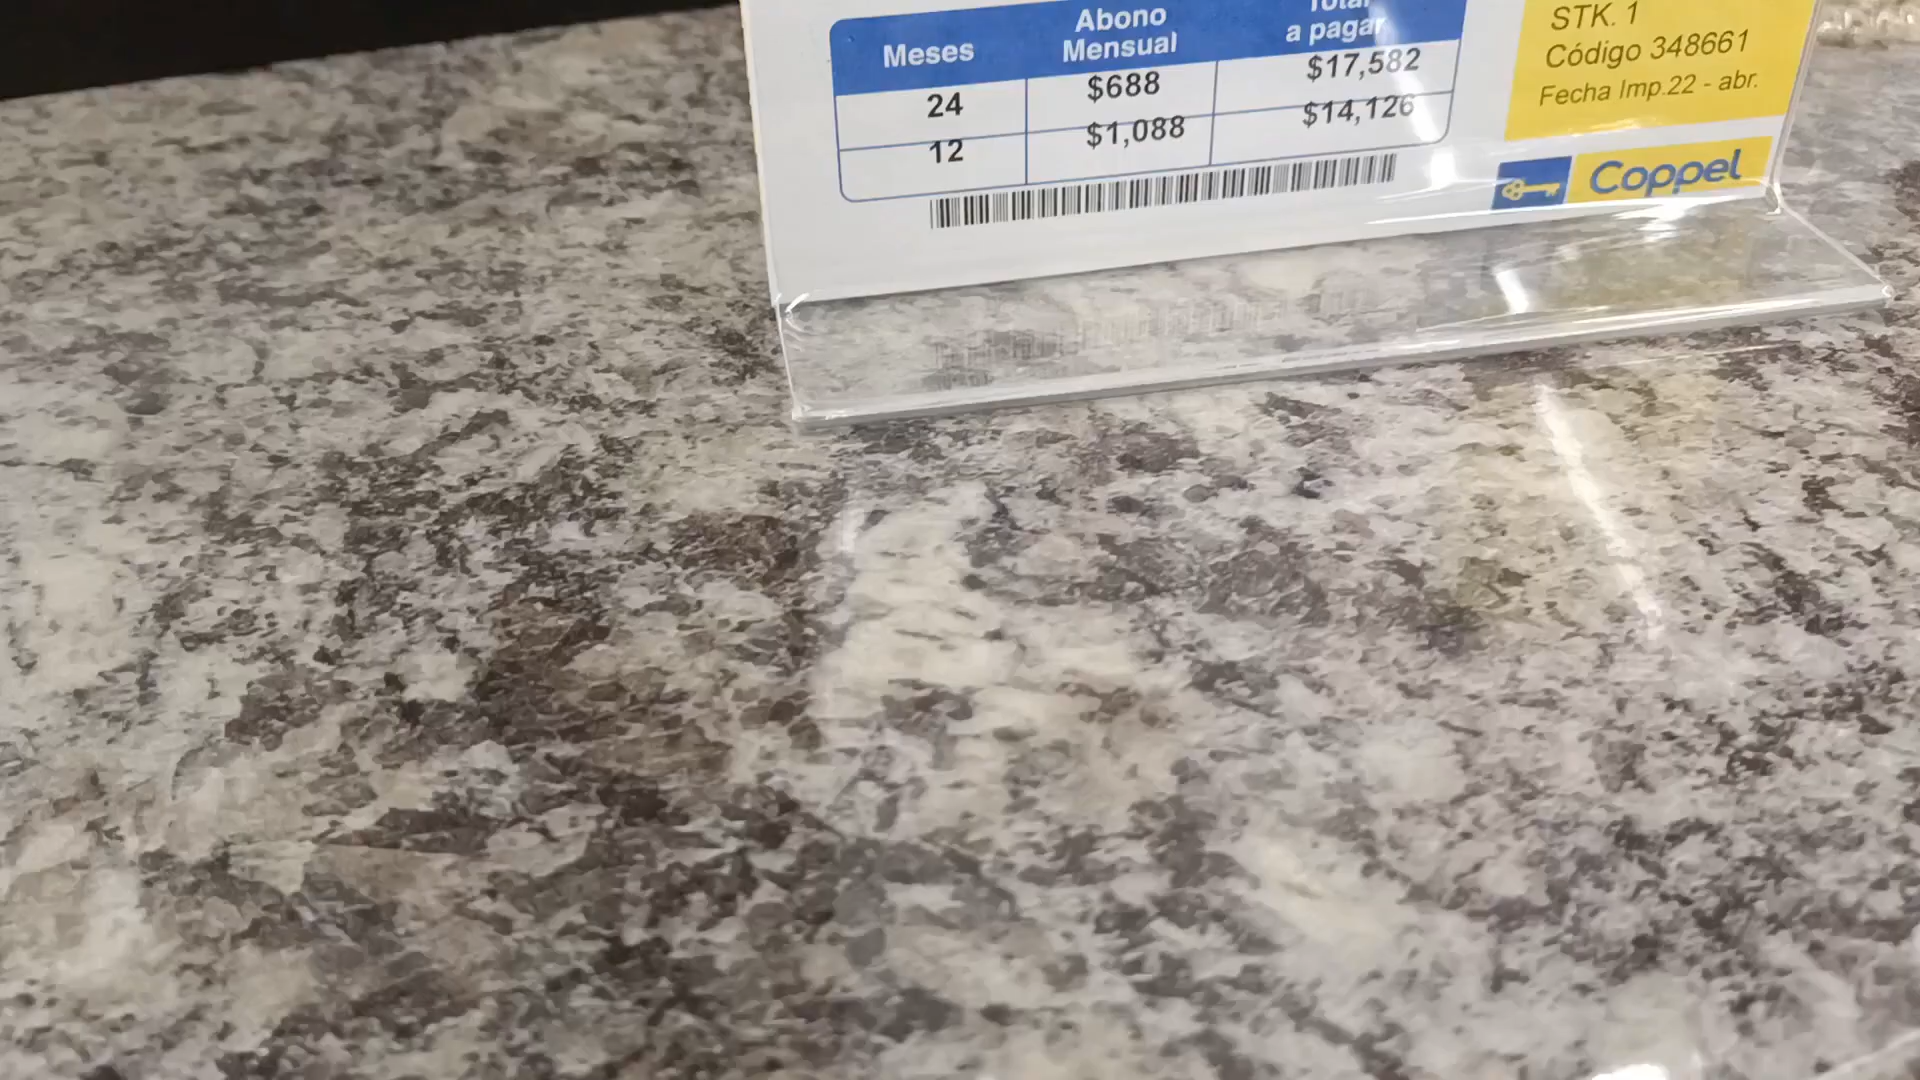 Meses Abono Mensual Total a pagar
24 $688 $17,582
12 $1,088 $14,126
STK. 1
Código 348661
Fecha Imp.22 - abr.
Coppel